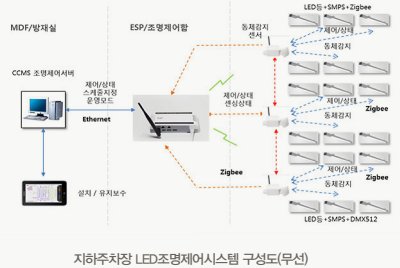 MDF/방재실
ESP/조명제어함
동체감지
센서
LED등+SMPS+Zigbee
제어/상태
동체감지
CCMS 조명제어서버
제어/상태
스케줄지정
운영모드
Ethernet
제어/상태
센싱상태
제어/상태
Zigbee
동체감지
설치 / 유지보수
Zigbee
제어/상태
동체감지
Zigbee
LED등+SMPS+DMX512
지하주차장 LED조명제어시스템 구성도(무선)